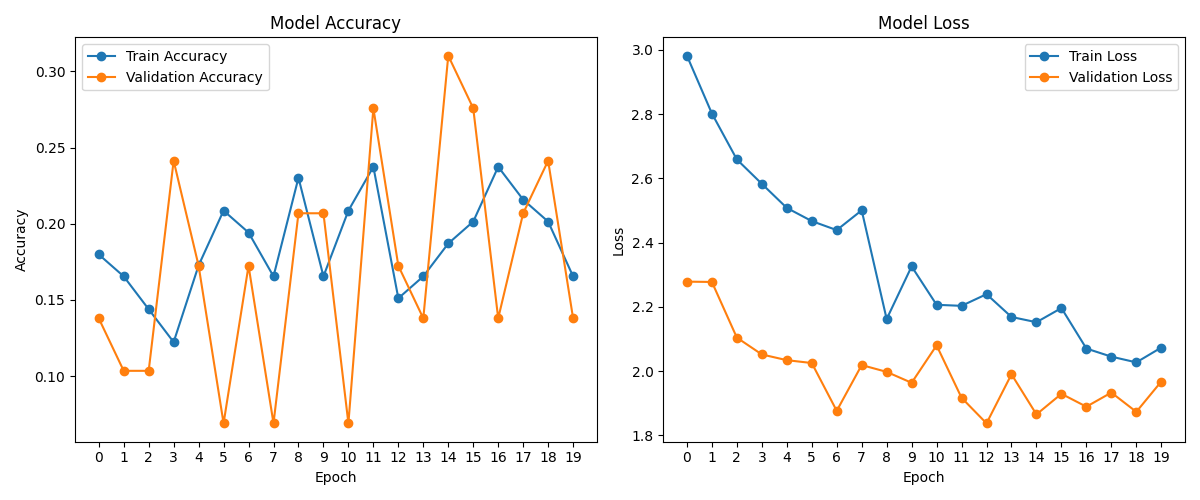 Model Accuracy
Train Accuracy
Validation Accuracy
0.30
0.25
0.20
0.15
0.10
Accuracy
0 1 2 3 4 5 6 7 8 9 10 11 12 13 14 15 16 17 18 19
Epoch
Model Loss
Train Loss
Validation Loss
3.0
2.8
2.6
2.4
2.2
2.0
1.8
Loss
0 1 2 3 4 5 6 7 8 9 10 11 12 13 14 15 16 17 18 19
Epoch